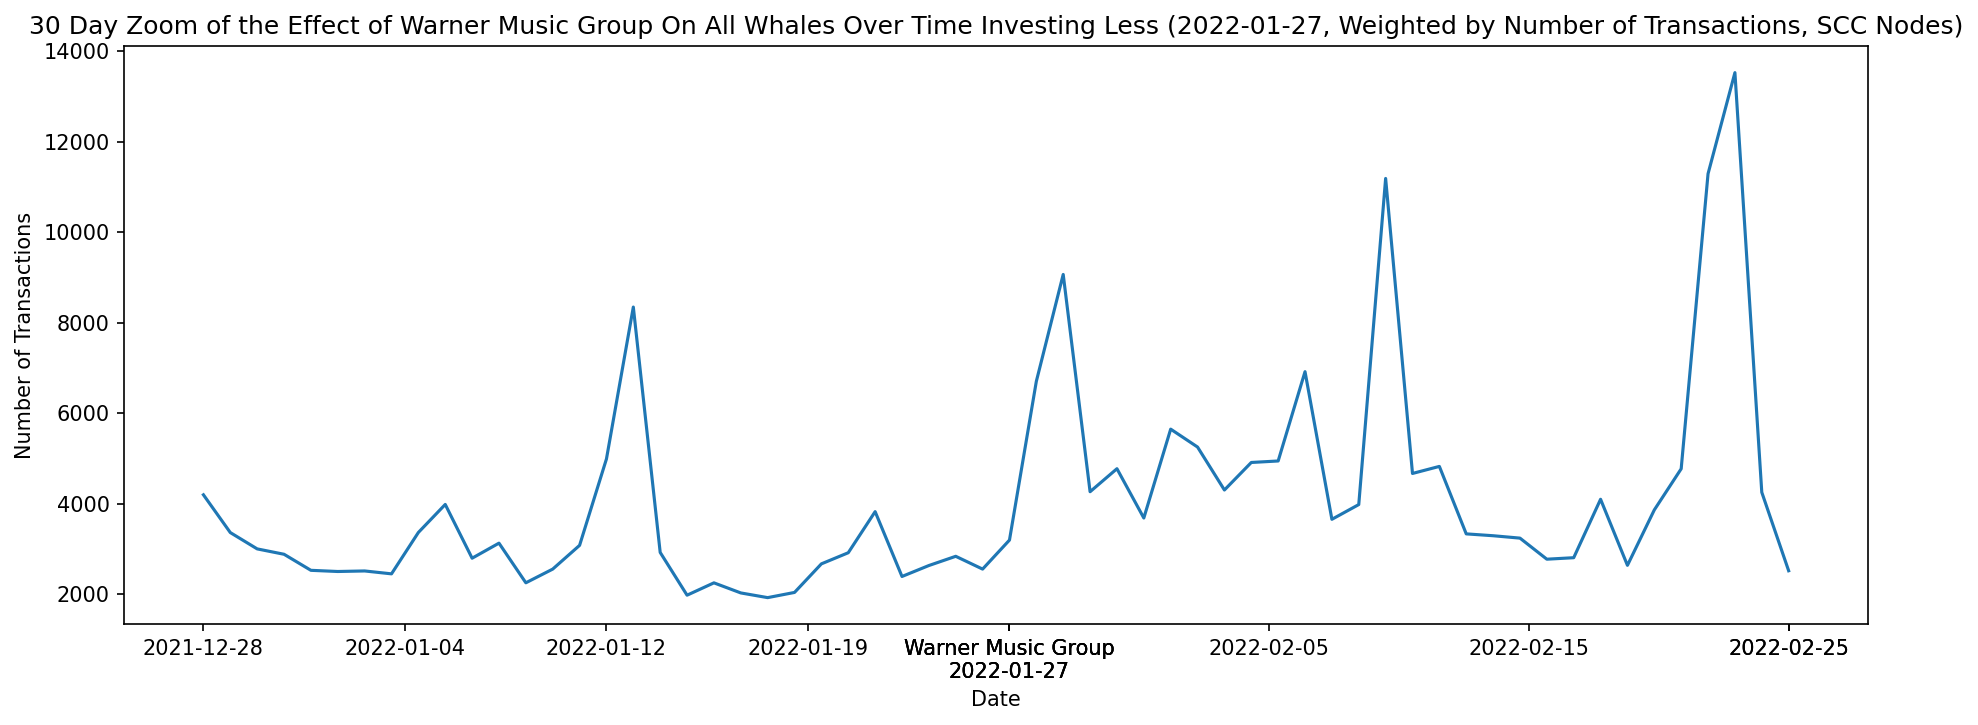 30 Day Zoom of the Effect of Warner Music Group On All Whales Over Time Investing Less (2022-01-27, Weighted by Number of Transactions, SCC Nodes)
14000
12000
10000
8000
6000
4000
2000
Number of Transactions
2021-12-28 2022-01-04 2022-01-12 2022-01-19 Warner Music Group 2022-02-05 2022-02-15 2022-02-25
2022-01-27
Date